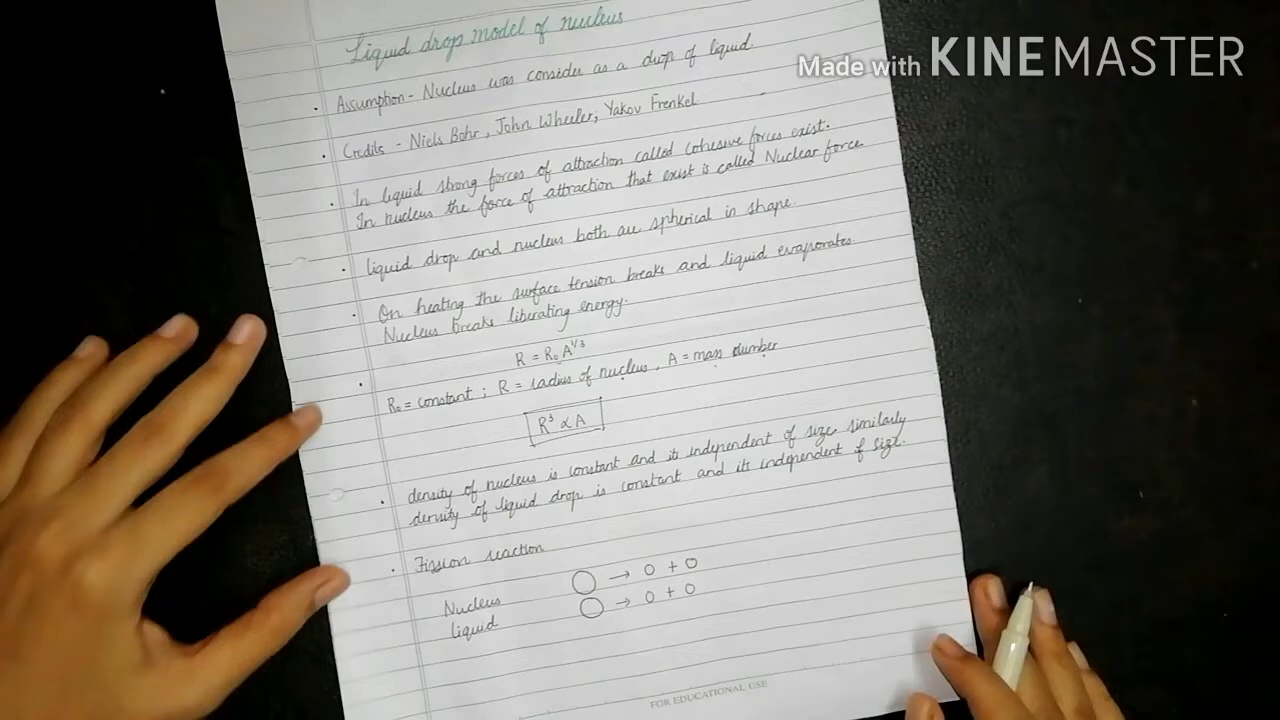 Liquid drop model of nucleus
Made with KINEMASTER
. Assumption - Nucleus was consider as a drop of liquid.
. Credits - Niels Bohr, John Wheeler, Yakov Frenkel
. In liquid strong forces of attraction called cohesive forces exist.
In nucleus the force of attraction that exist is called Nuclear force.
. liquid drop and nucleus both are spherical in shape.
. On heating the surface tension breaks and liquid evaporates.
Nucleus breaks liberating energy.
. R = R₀ A^1/3
R₀ = constant ; R = radius of nucleus, A = mass number
R³ ∝ A
. density of nucleus is constant and its independent of size similarly
density of liquid drop is constant and its independent of size.
. Fission reaction
Nucleus O → O + O
liquid O → O + O
FOR EDUCATIONAL USE